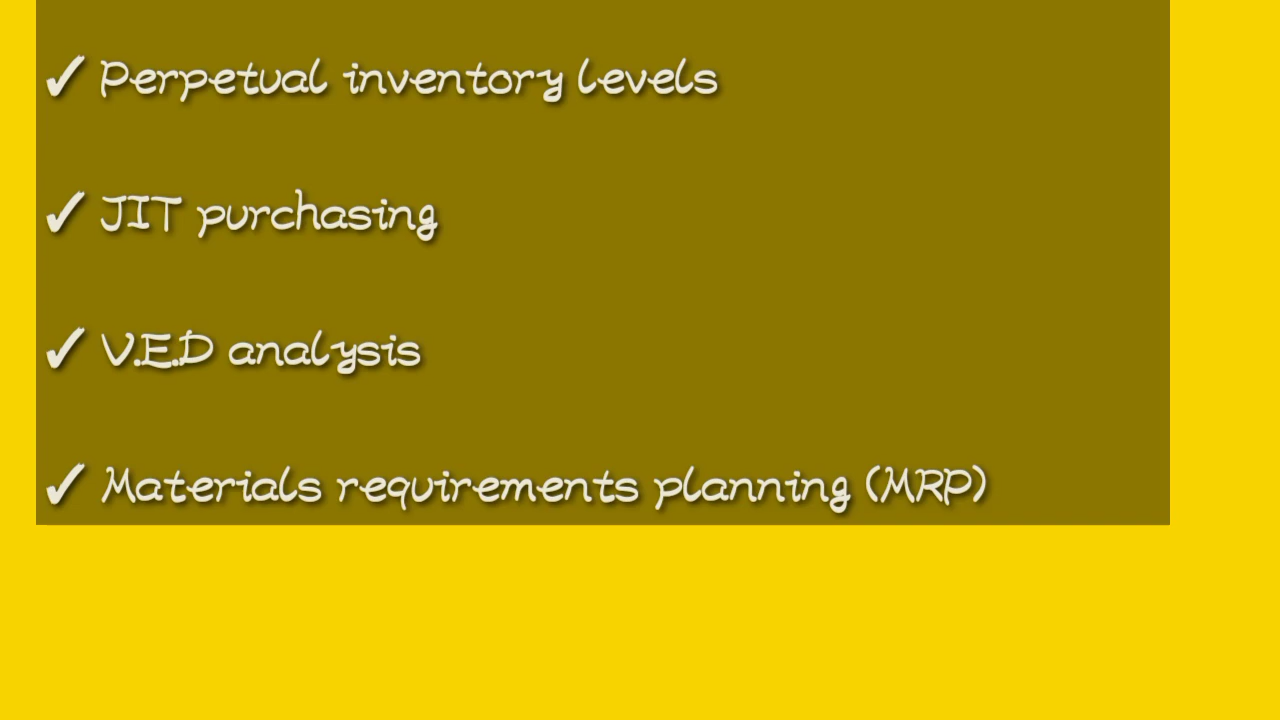 ✓ Perpetual inventory levels
✓ JIT purchasing
✓ V.E.D analysis
✓ Materials requirements planning (MRP)